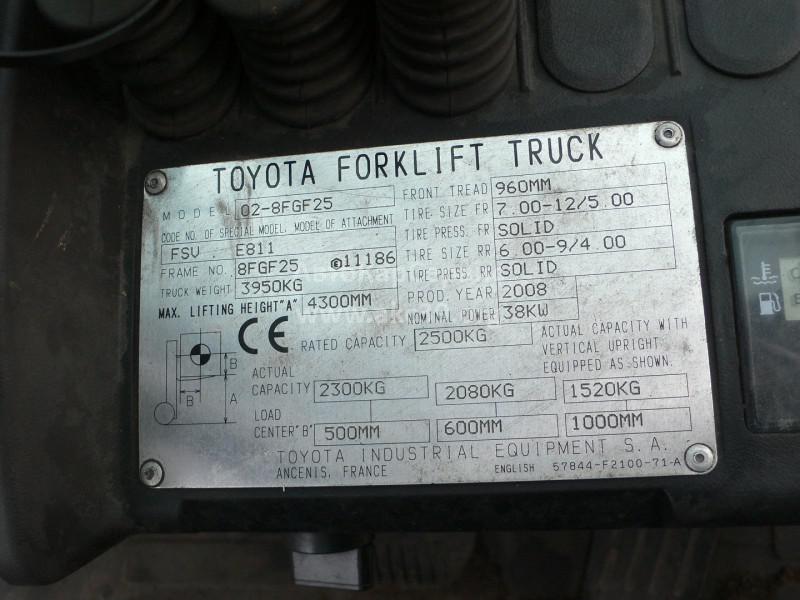 TOYOTA FORKLIFT TRUCK
MODEL 02-8FGF25
CODE NO. OF SPECIAL MODEL, MODEL OF ATTACHMENT
FSV . E811
FRAME NO. 8FGF25 11186
TRUCK WEIGHT 3950KG
MAX. LIFTING HEIGHT"A" 4300MM
FRONT TREAD 960MM
TIRE SIZE FR 7.00-12/5.00
TIRE PRESS. FR SOLID
TIRE SIZE RR 6.00-9/4.00
TIRE PRESS. RR SOLID
PROD. YEAR 2008
NOMINAL POWER 38KW
CE
RATED CAPACITY 2500KG
ACTUAL CAPACITY WITH
VERTICAL UPRIGHT
EQUIPPED AS SHOWN.
B
A
B
ACTUAL
CAPACITY 2300KG 2080KG 1520KG
LOAD
CENTER"B" 500MM 600MM 1000MM
TOYOTA INDUSTRIAL EQUIPMENT S.A.
ANCENIS, FRANCE ENGLISH 57844-F2100-71-A